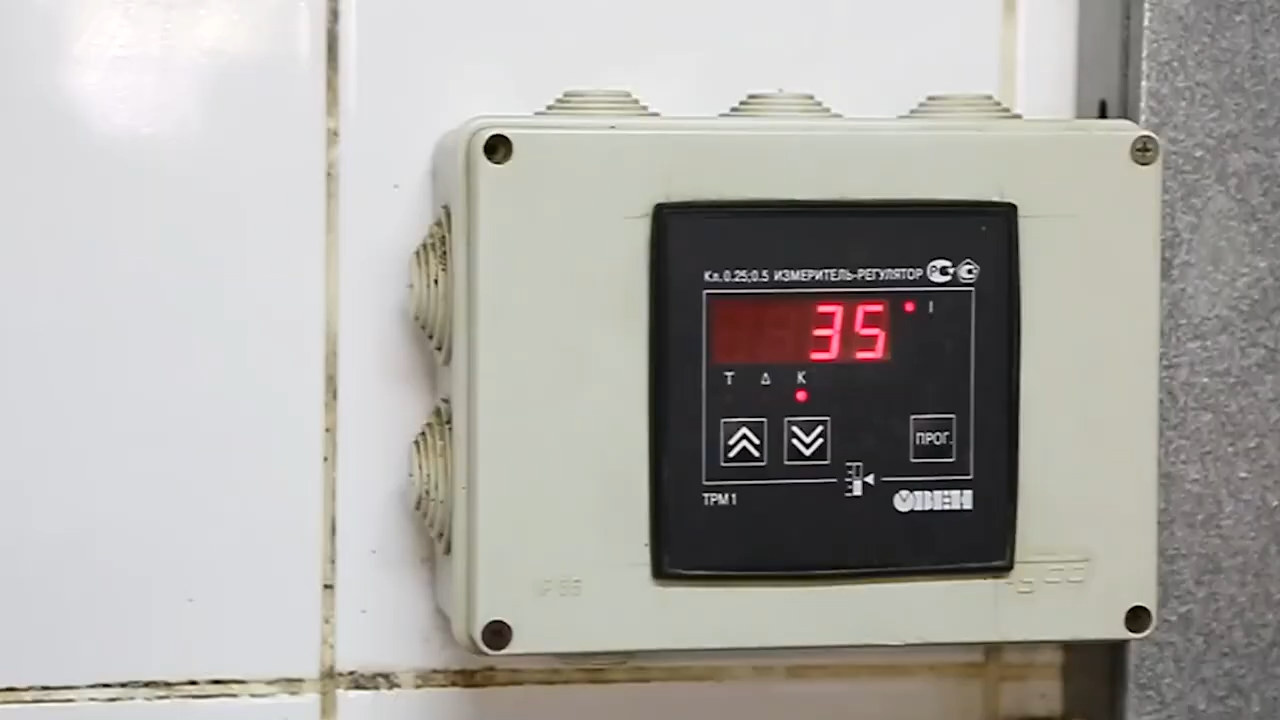 Кл.0.25;0.5 ИЗМЕРИТЕЛЬ-РЕГУЛЯТОР
35 I
Т Δ К
ПРОГ.
ТРМ1 ОВЕН